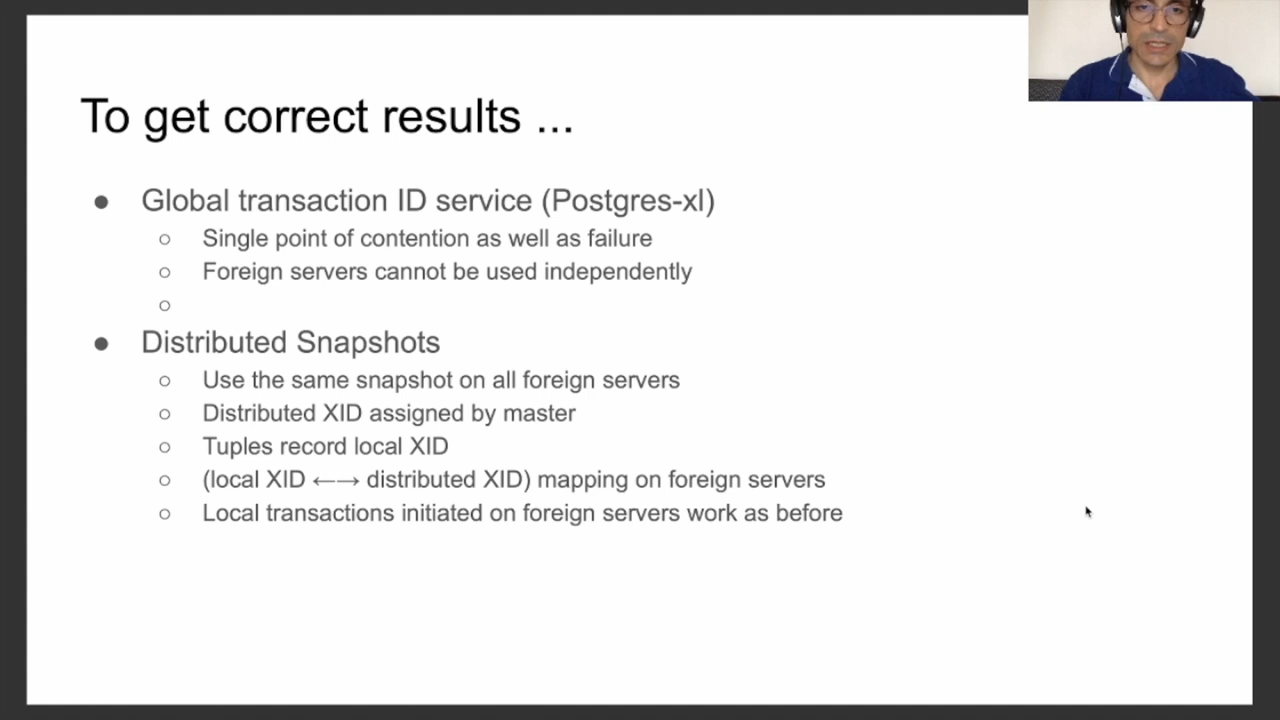 To get correct results ...
● Global transaction ID service (Postgres-xl)
○ Single point of contention as well as failure
○ Foreign servers cannot be used independently
○
● Distributed Snapshots
○ Use the same snapshot on all foreign servers
○ Distributed XID assigned by master
○ Tuples record local XID
○ (local XID ←→ distributed XID) mapping on foreign servers
○ Local transactions initiated on foreign servers work as before